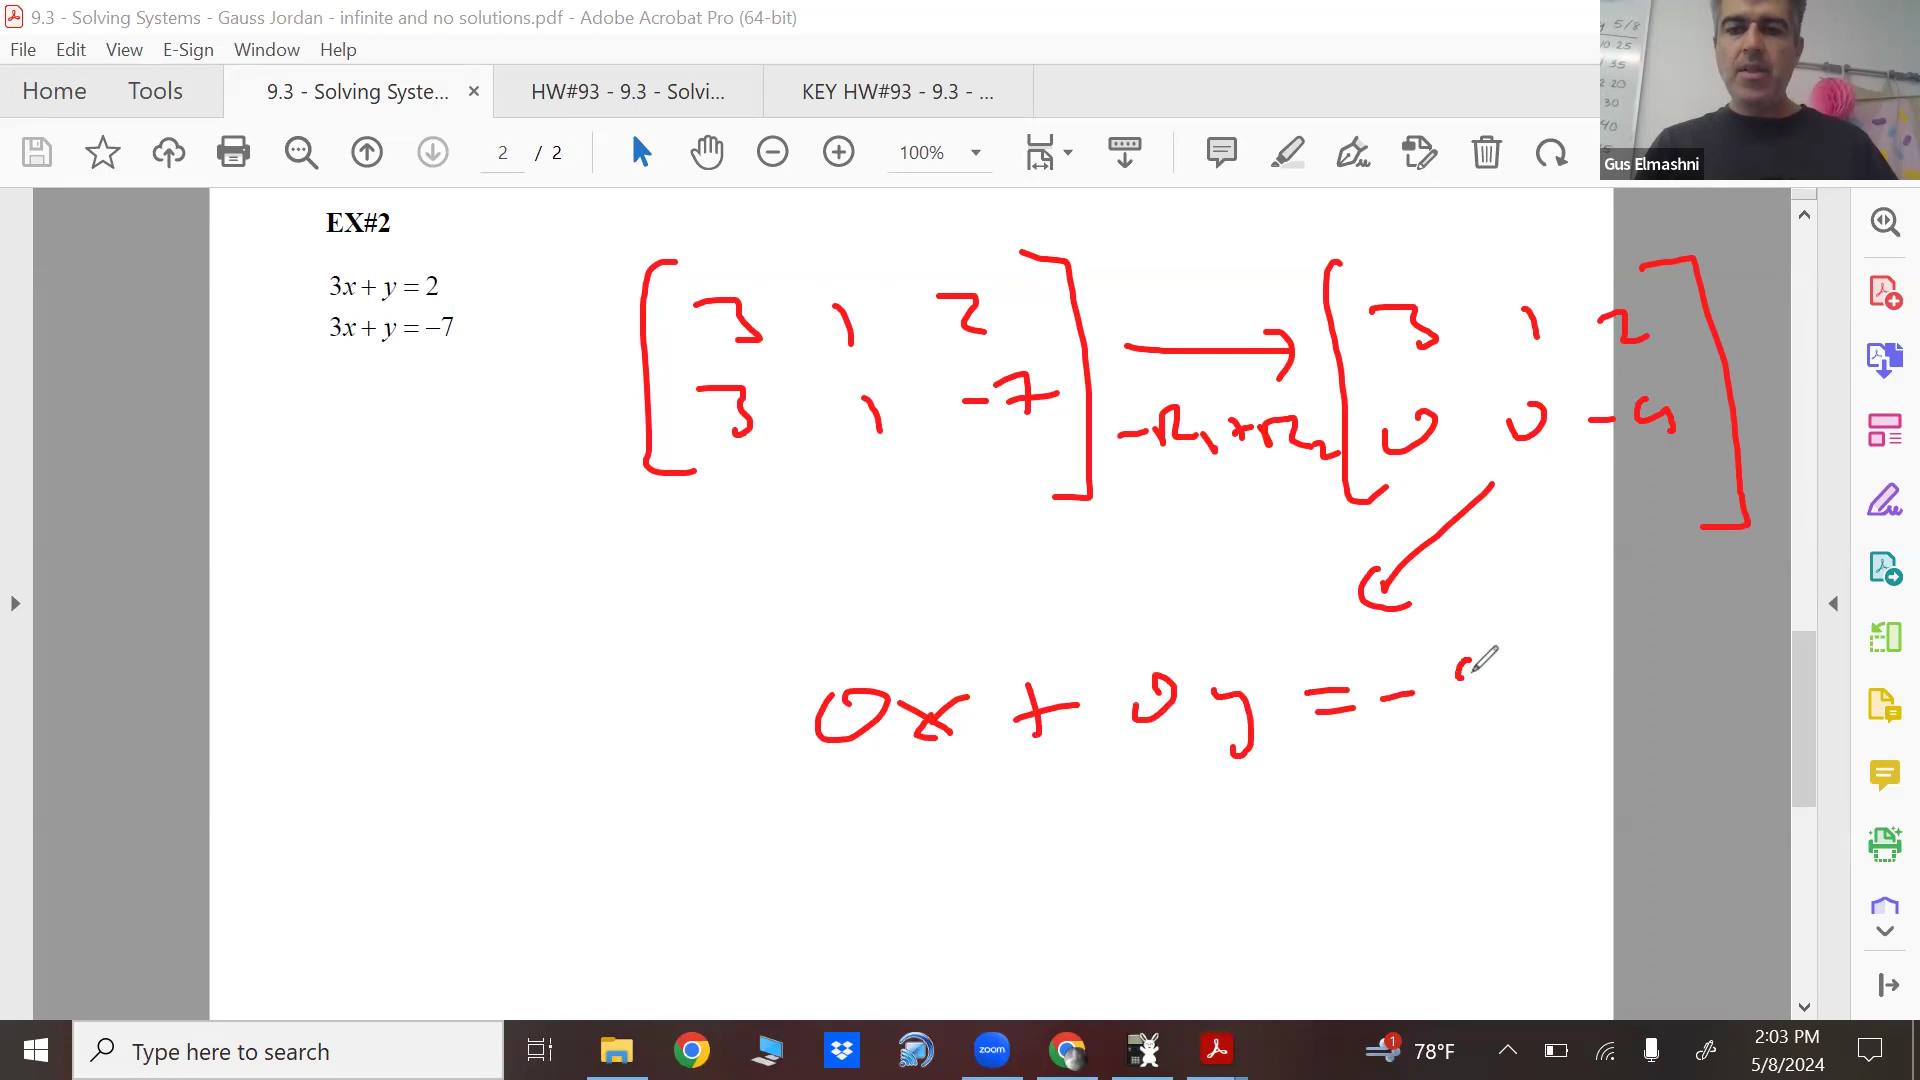 9.3 - Solving Systems - Gauss Jordan - infinite and no solutions.pdf - Adobe Acrobat Pro (64-bit)
File Edit View E-Sign Window Help
Home Tools 9.3 - Solving Syste... × HW#93 - 9.3 - Solvi... KEY HW#93 - 9.3 - ...
2 / 2 100%
Gus Elmashni
EX#2
3x + y = 2
3x + y = −7
3 1 2
3 1 -7
-R1+R2
3 1 2
0 0 -9
0x + 0y = -
Type here to search
zoom
1
78°F
2:03 PM
5/8/2024